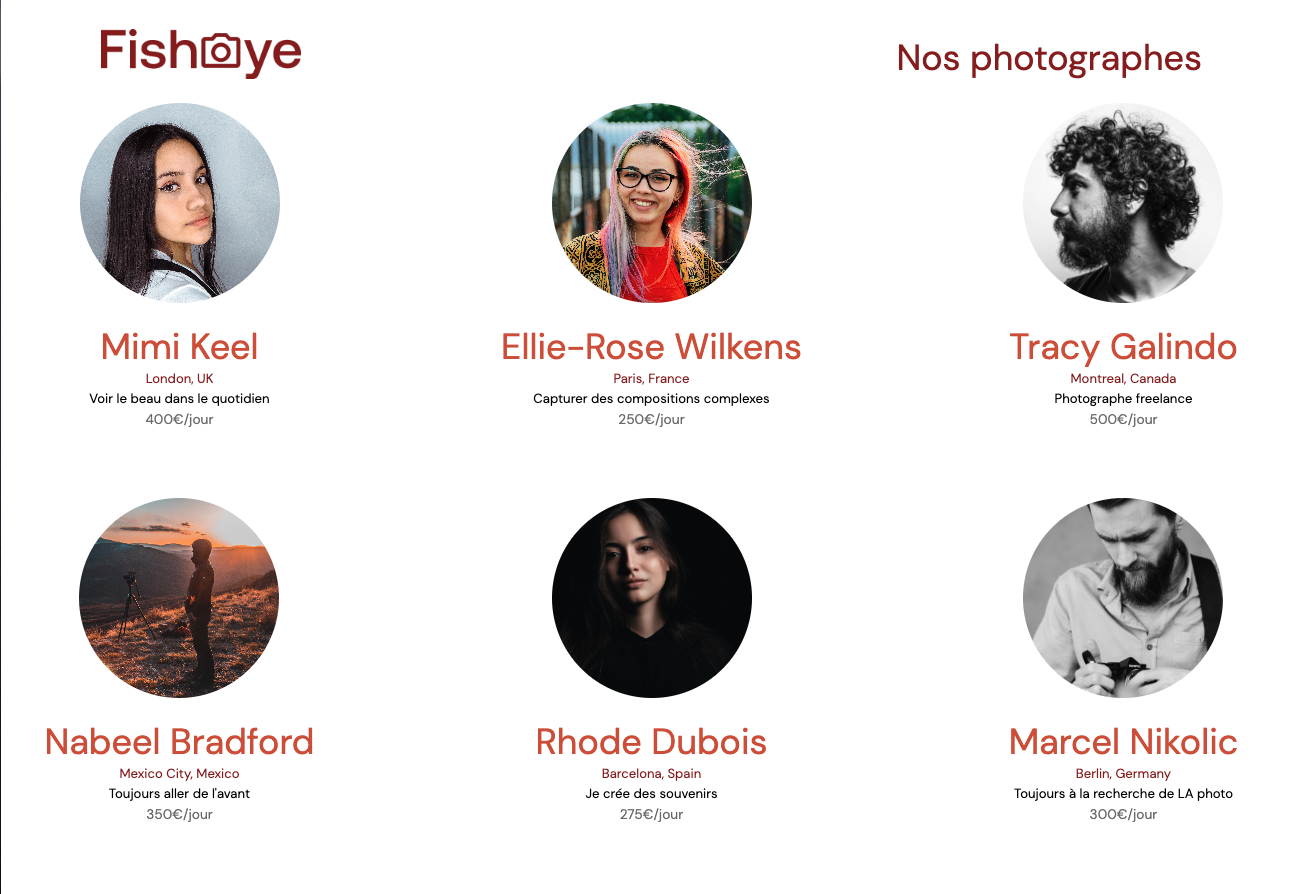 Fisheye
Nos photographes
Mimi Keel
London, UK
Voir le beau dans le quotidien
400€/jour
Ellie-Rose Wilkens
Paris, France
Capturer des compositions complexes
250€/jour
Tracy Galindo
Montreal, Canada
Photographe freelance
500€/jour
Nabeel Bradford
Mexico City, Mexico
Toujours aller de l'avant
350€/jour
Rhode Dubois
Barcelona, Spain
Je crée des souvenirs
275€/jour
Marcel Nikolic
Berlin, Germany
Toujours à la recherche de LA photo
300€/jour